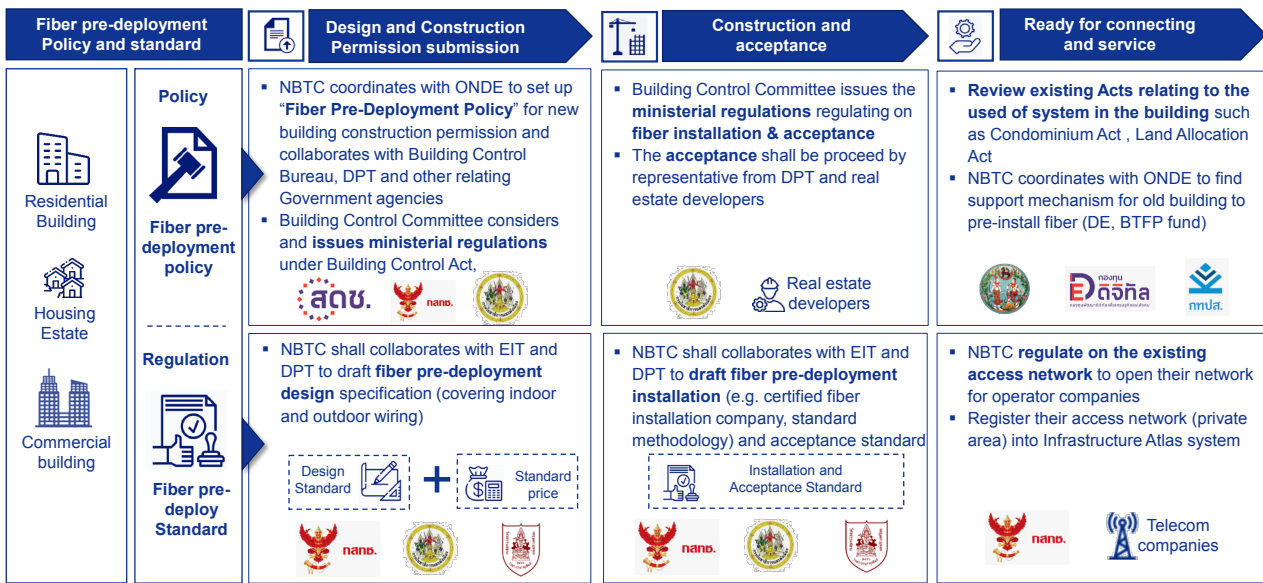 Fiber pre-deployment
Policy and standard
Design and Construction
Permission submission
Construction and
acceptance
Ready for connecting
and service
Residential
Building
Housing
Estate
Commercial
building
Policy
Fiber pre-
deployment
policy
Regulation
Fiber pre-
deploy
Standard
▪ NBTC coordinates with ONDE to set up
“Fiber Pre-Deployment Policy” for new
building construction permission and
collaborates with Building Control
Bureau, DPT and other relating
Government agencies
▪ Building Control Committee considers
and issues ministerial regulations
under Building Control Act,
สดช.
กสทช.
▪ Building Control Committee issues the
ministerial regulations regulating on
fiber installation & acceptance
▪ The acceptance shall be proceed by
representative from DPT and real
estate developers
Real estate
developers
▪ Review existing Acts relating to the
used of system in the building such
as Condominium Act , Land Allocation
Act
▪ NBTC coordinates with ONDE to find
support mechanism for old building to
pre-install fiber (DE, BTFP fund)
กองทุน
ดิจิทัล
กทปส.
▪ NBTC shall collaborates with EIT and
DPT to draft fiber pre-deployment
design specification (covering indoor
and outdoor wiring)
Design
Standard
+
Standard
price
กสทช.
▪ NBTC shall collaborates with EIT and
DPT to draft fiber pre-deployment
installation (e.g. certified fiber
installation company, standard
methodology) and acceptance standard
Installation and
Acceptance Standard
กสทช.
▪ NBTC regulate on the existing
access network to open their network
for operator companies
▪ Register their access network (private
area) into Infrastructure Atlas system
กสทช.
Telecom
companies